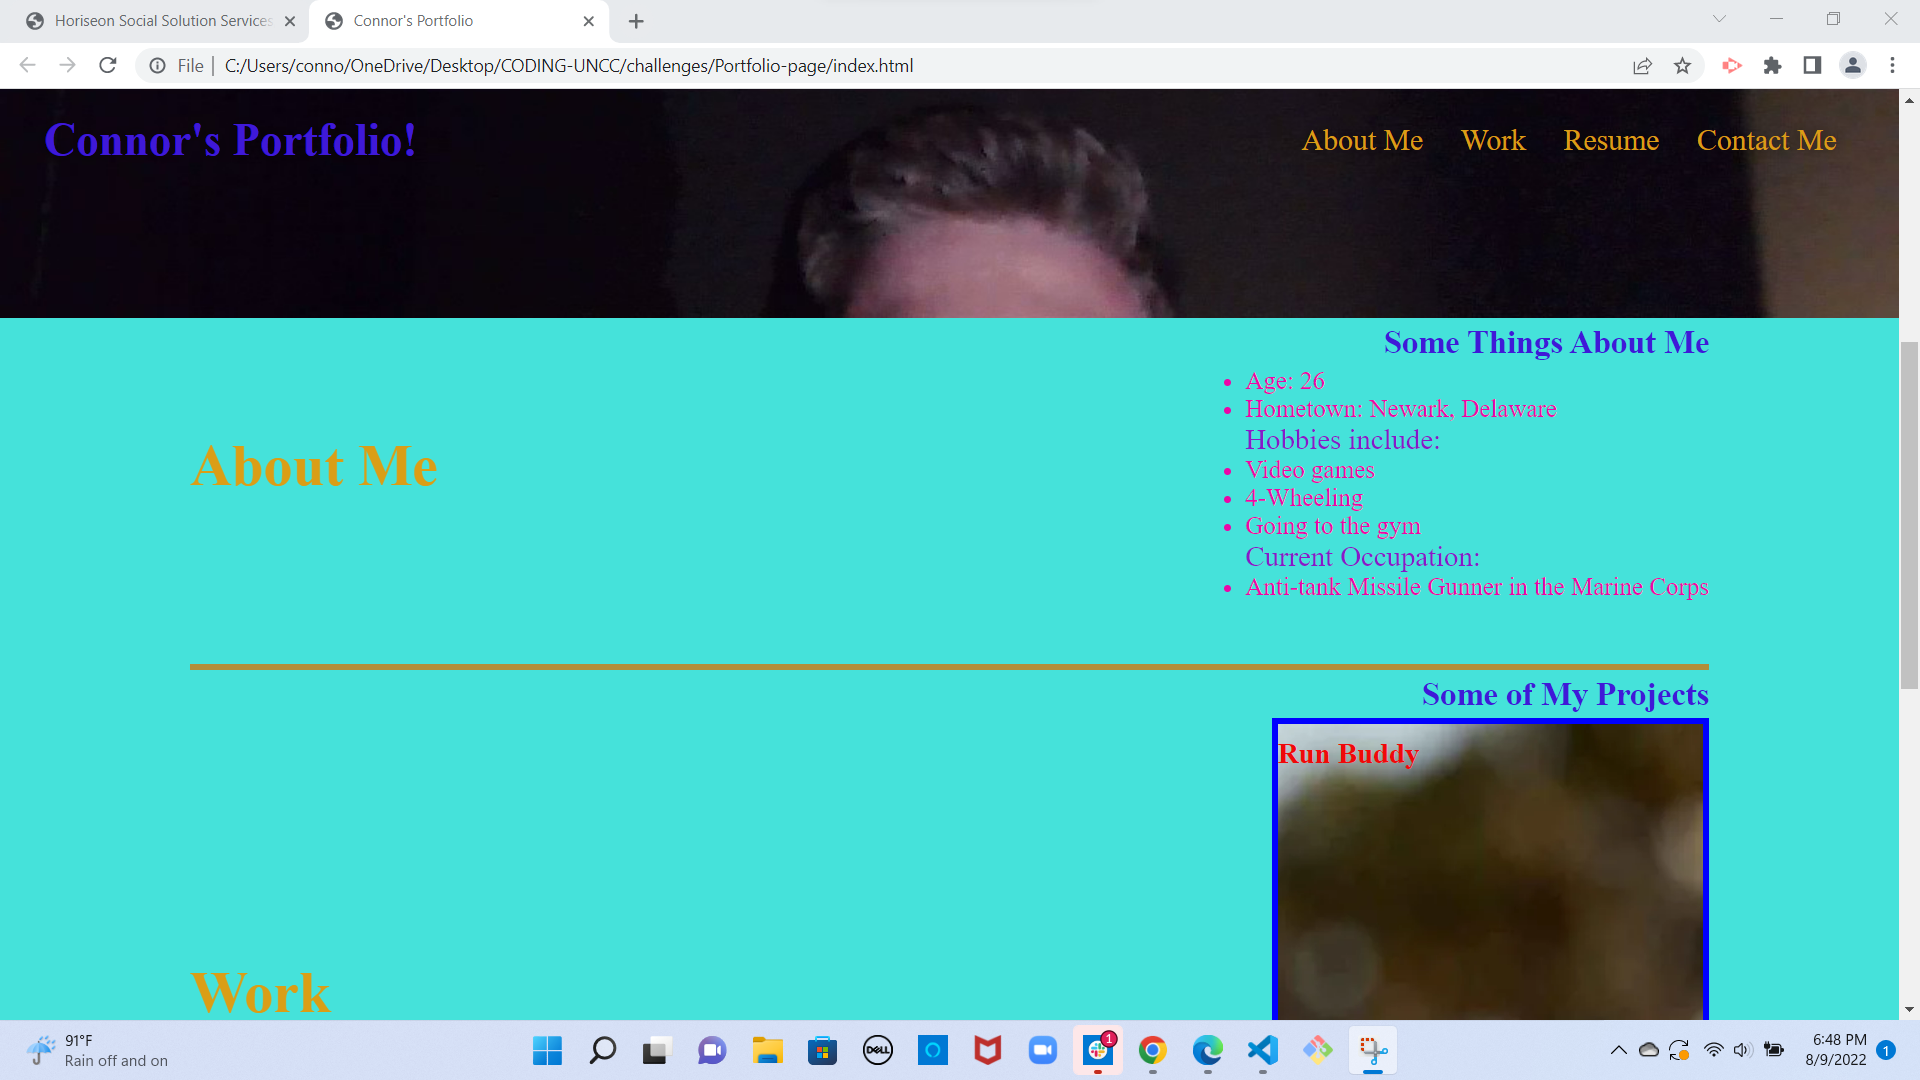 Horiseon Social Solution Services
Connor's Portfolio
File
C:/Users/conno/OneDrive/Desktop/CODING-UNCC/challenges/Portfolio-page/index.html
Connor's Portfolio!
About Me
Work
Resume
Contact Me
Some Things About Me
Age: 26
Hometown: Newark, Delaware
Hobbies include:
Video games
4-Wheeling
Going to the gym
Current Occupation:
Anti-tank Missile Gunner in the Marine Corps
About Me
Some of My Projects
Run Buddy
Work
91°F
Rain off and on
DELL
1
6:48 PM
8/9/2022
1